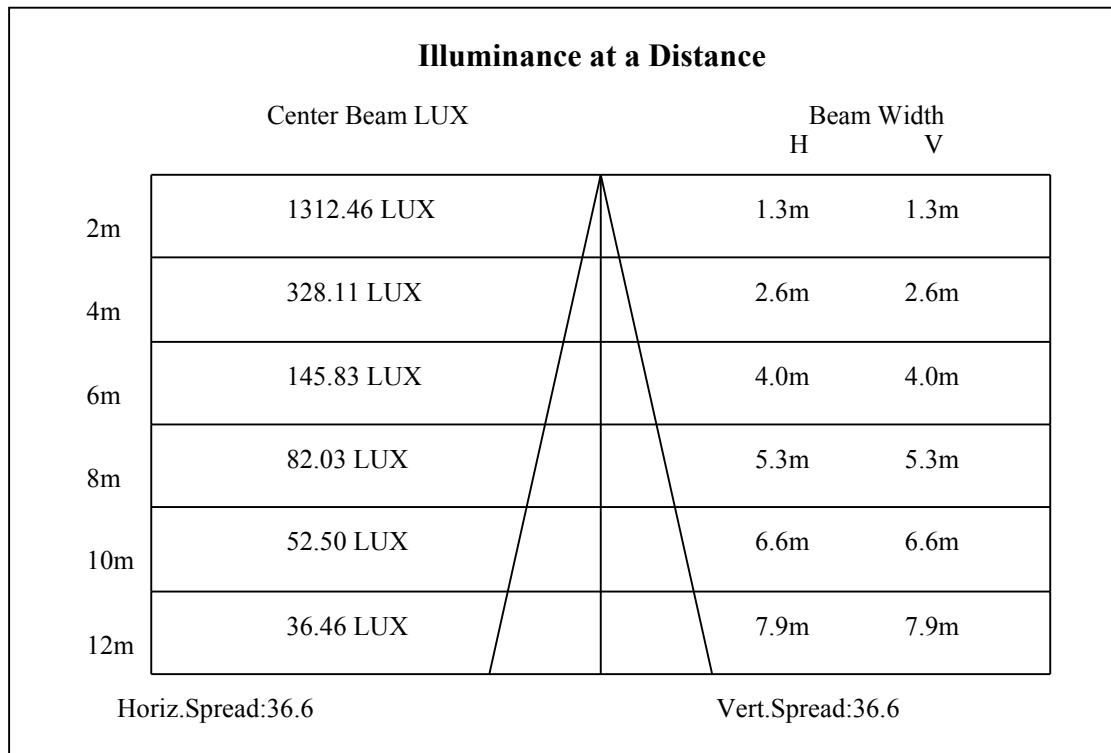 Illuminance at a Distance
Center Beam LUX Beam Width
H V
2m 1312.46 LUX 1.3m 1.3m
4m 328.11 LUX 2.6m 2.6m
6m 145.83 LUX 4.0m 4.0m
8m 82.03 LUX 5.3m 5.3m
10m 52.50 LUX 6.6m 6.6m
12m 36.46 LUX 7.9m 7.9m
Horiz.Spread:36.6 Vert.Spread:36.6